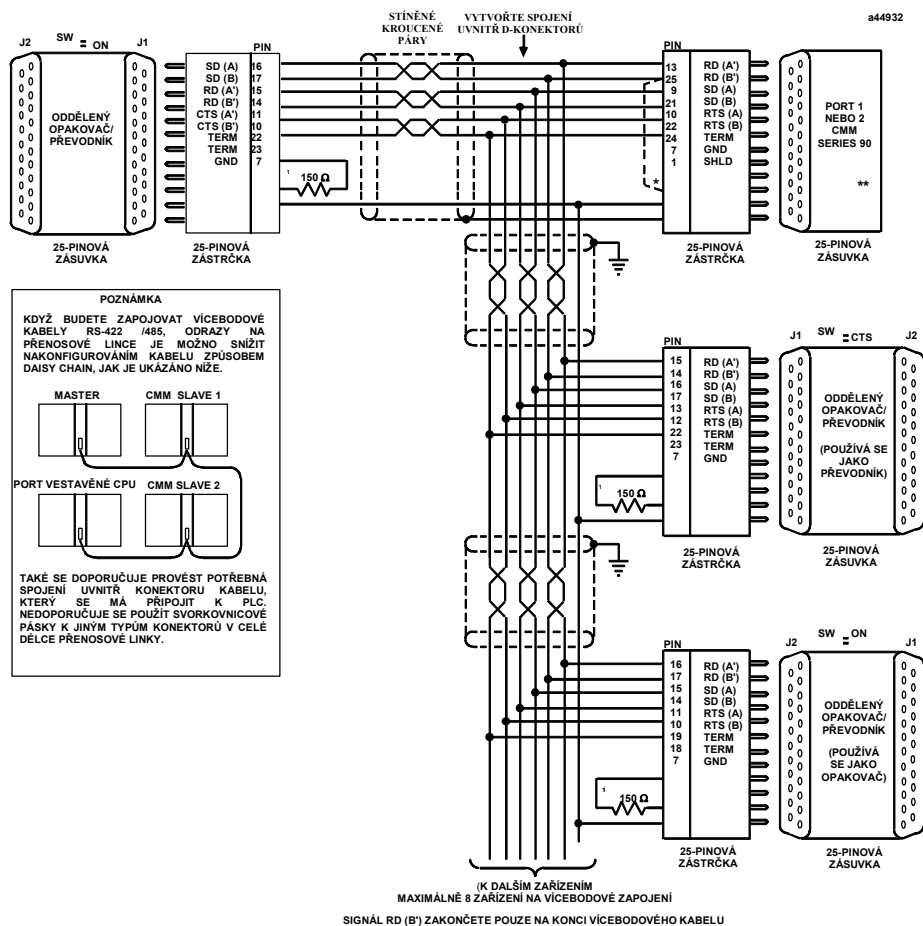 a44932
STÍNĚNÉ
KROUCENÉ
PÁRY
VYTVOŘTE SPOJENÍ
UVNITŘ D-KONEKTORŮ
J2
SW
ON
J1
PIN
ODDĚLENÝ
OPAKOVAČ/
PŘEVODNÍK
SD (A) 16
SD (B) 17
RD (A') 15
RD (B') 14
CTS (A') 11
CTS (B') 10
TERM 22
TERM 23
GND 7
1
150 Ω
25-PINOVÁ
ZÁSUVKA
25-PINOVÁ
ZÁSTRČKA
PIN
13 RD (A')
25 RD (B')
9 SD (A)
21 SD (B)
10 RTS (A)
22 RTS (B)
24 TERM
7 GND
1 SHLD
*
PORT 1
NEBO 2
CMM
SERIES 90
**
25-PINOVÁ
ZÁSTRČKA
25-PINOVÁ
ZÁSUVKA
POZNÁMKA
KDYŽ BUDETE ZAPOJOVAT VÍCEBODOVÉ
KABELY RS-422 /485, ODRAZY NA
PŘENOSOVÉ LINCE JE MOŽNO SNÍŽIT
NAKONFIGUROVÁNÍM KABELU ZPŮSOBEM
DAISY CHAIN, JAK JE UKÁZÁNO NÍŽE.
MASTER
CMM SLAVE 1
PORT VESTAVĚNÉ CPU
CMM SLAVE 2
TAKÉ SE DOPORUČUJE PROVÉST POTŘEBNÁ
SPOJENÍ UVNITŘ KONEKTORU KABELU,
KTERÝ SE MÁ PŘIPOJIT K PLC.
NEDOPORUČUJE SE POUŽÍT SVORKOVNICOVÉ
PÁSKY K JINÝM TYPŮM KONEKTORŮ V CELÉ
DÉLCE PŘENOSOVÉ LINKY.
PIN
15 RD (A')
14 RD (B')
16 SD (A)
17 SD (B)
13 RTS (A)
12 RTS (B)
22 TERM
23 TERM
7 GND
1
150 Ω
J1
SW
CTS
J2
ODDĚLENÝ
OPAKOVAČ/
PŘEVODNÍK
(POUŽÍVÁ SE
JAKO
PŘEVODNÍK)
25-PINOVÁ
ZÁSTRČKA
25-PINOVÁ
ZÁSUVKA
PIN
16 RD (A')
17 RD (B')
15 SD (A)
14 SD (B)
11 RTS (A)
10 RTS (B)
19 TERM
18 TERM
7 GND
1
150 Ω
J2
SW
ON
J1
ODDĚLENÝ
OPAKOVAČ/
PŘEVODNÍK
(POUŽÍVÁ
SE JAKO
OPAKOVAČ)
25-PINOVÁ
ZÁSTRČKA
25-PINOVÁ
ZÁSUVKA
(K DALŠÍM ZAŘÍZENÍM
MAXIMÁLNĚ 8 ZAŘÍZENÍ NA VÍCEBODOVÉ ZAPOJENÍ
SIGNÁL RD (B') ZAKONČETE POUZE NA KONCI VÍCEBODOVÉHO KABELU